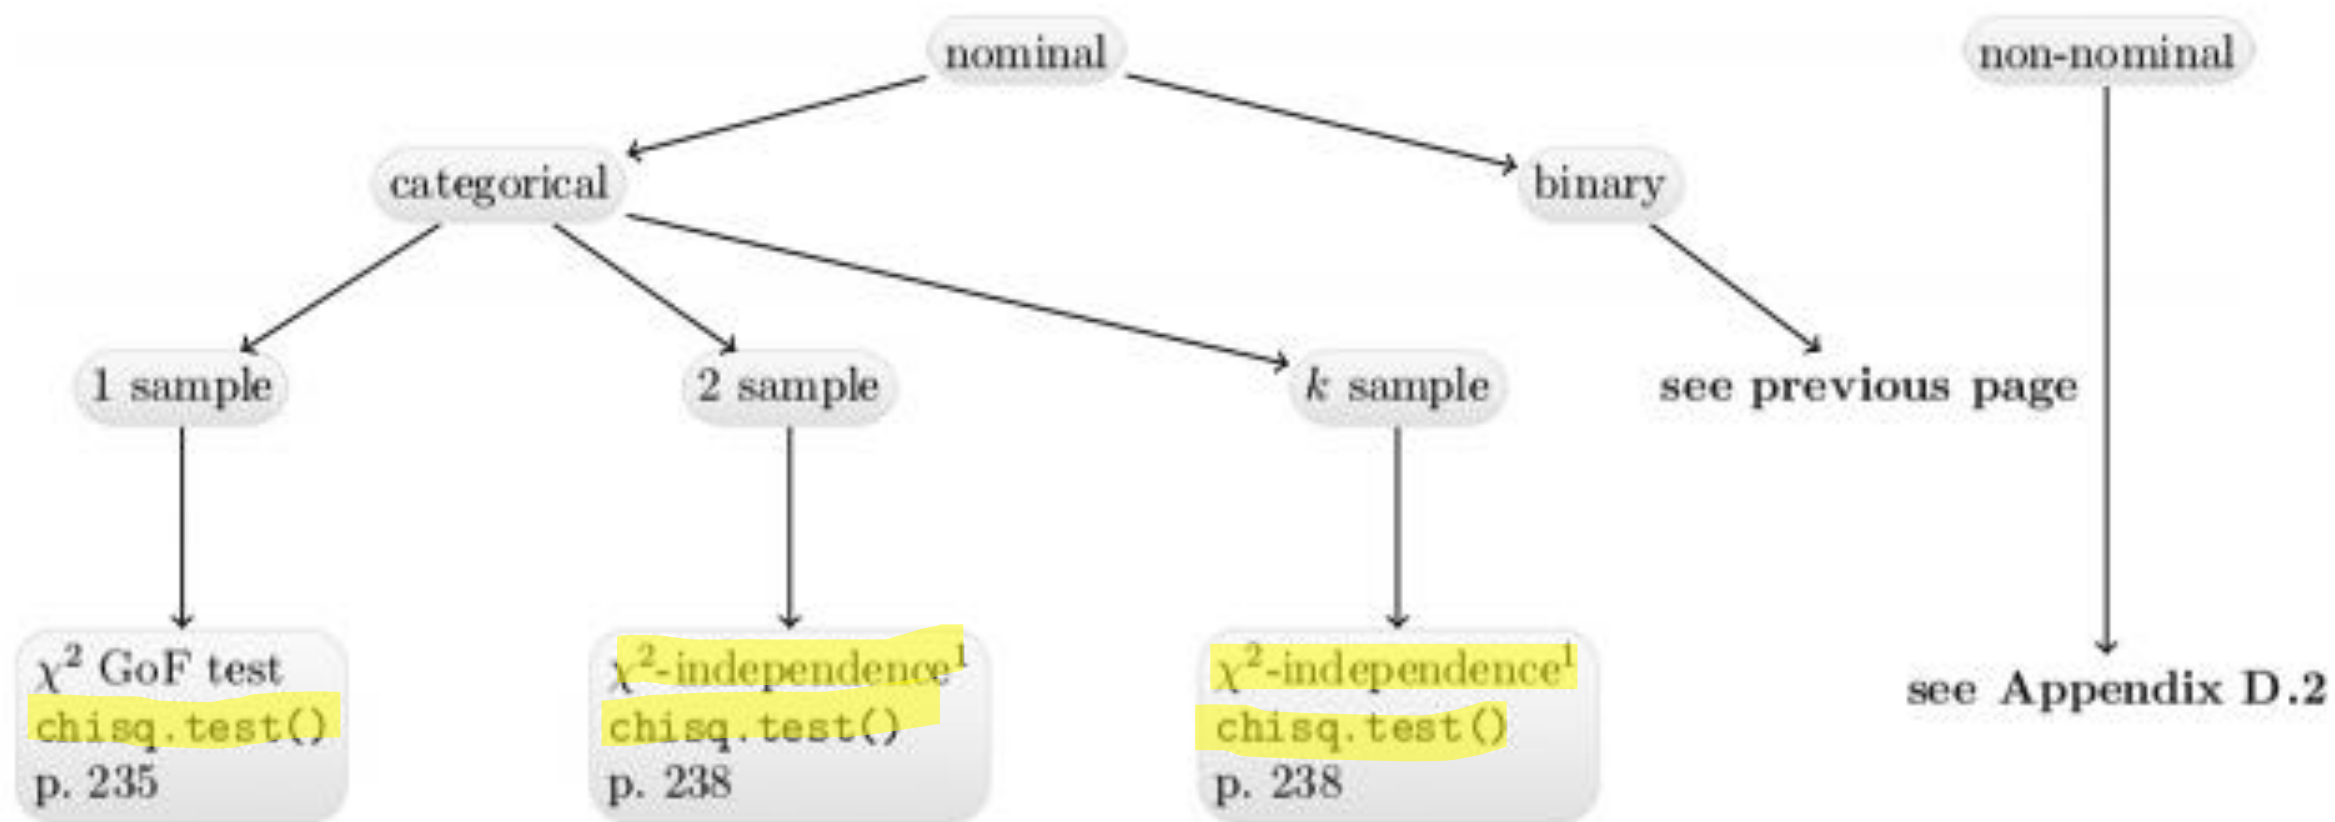 nominal
non-nominal
categorical
binary
1 sample
2 sample
k sample
see previous page
χ² GoF test
chisq.test()
p. 235
χ²-independence¹
chisq.test()
p. 238
χ²-independence¹
chisq.test()
p. 238
see Appendix D.2